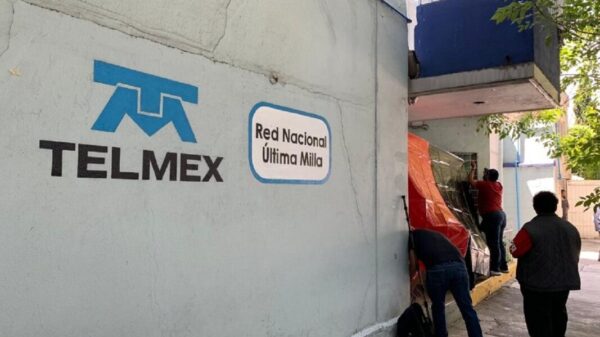 TELMEX
Red Nacional
Última Milla